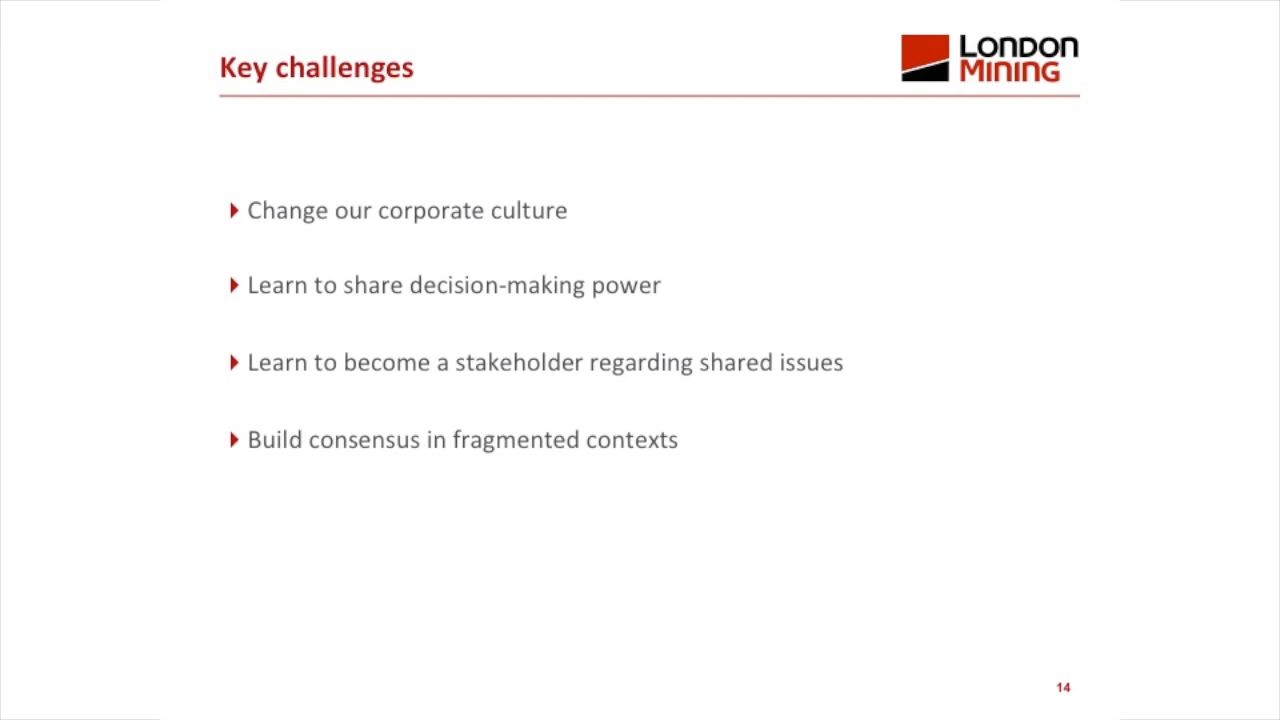 Key challenges
LONDON
MINING
Change our corporate culture
Learn to share decision-making power
Learn to become a stakeholder regarding shared issues
Build consensus in fragmented contexts
14